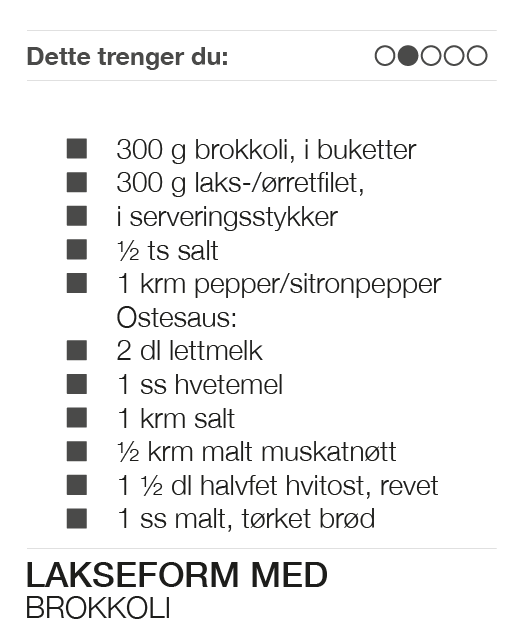 Dette trenger du:
300 g brokkoli, i buketter
300 g laks-/ørretfilet,
i serveringsstykker
½ ts salt
1 krm pepper/sitronpepper
Ostesaus:
2 dl lettmelk
1 ss hvetemel
1 krm salt
½ krm malt muskatnøtt
1 ½ dl halvfet hvitost, revet
1 ss malt, tørket brød
LAKSEFORM MED
BROKKOLI